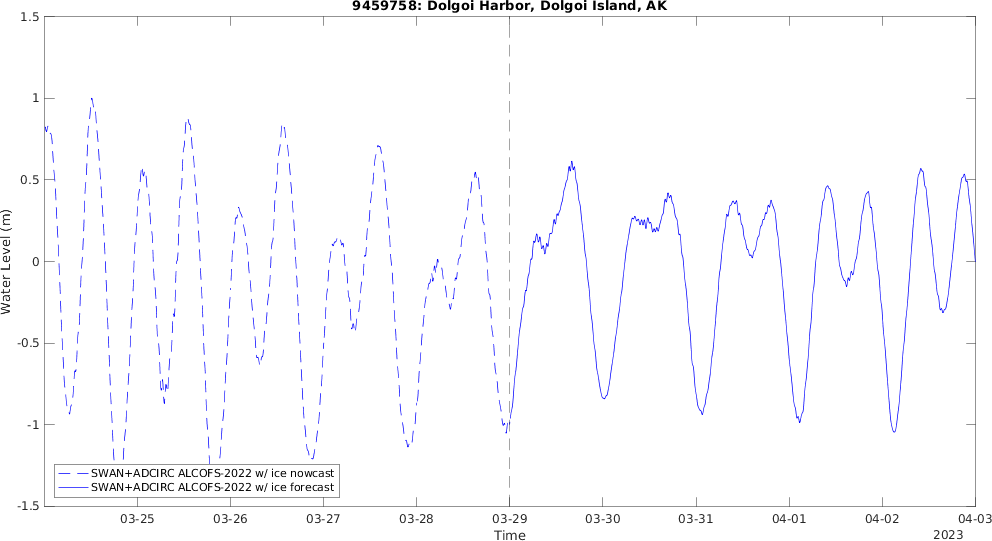 9459758: Dolgoi Harbor, Dolgoi Island, AK
1.5
1
0.5
0
-0.5
-1
-1.5
Water Level (m)
SWAN+ADCIRC ALCOFS-2022 w/ ice nowcast
SWAN+ADCIRC ALCOFS-2022 w/ ice forecast
03-25 03-26 03-27 03-28 03-29 03-30 03-31 04-01 04-02 04-03
Time
2023